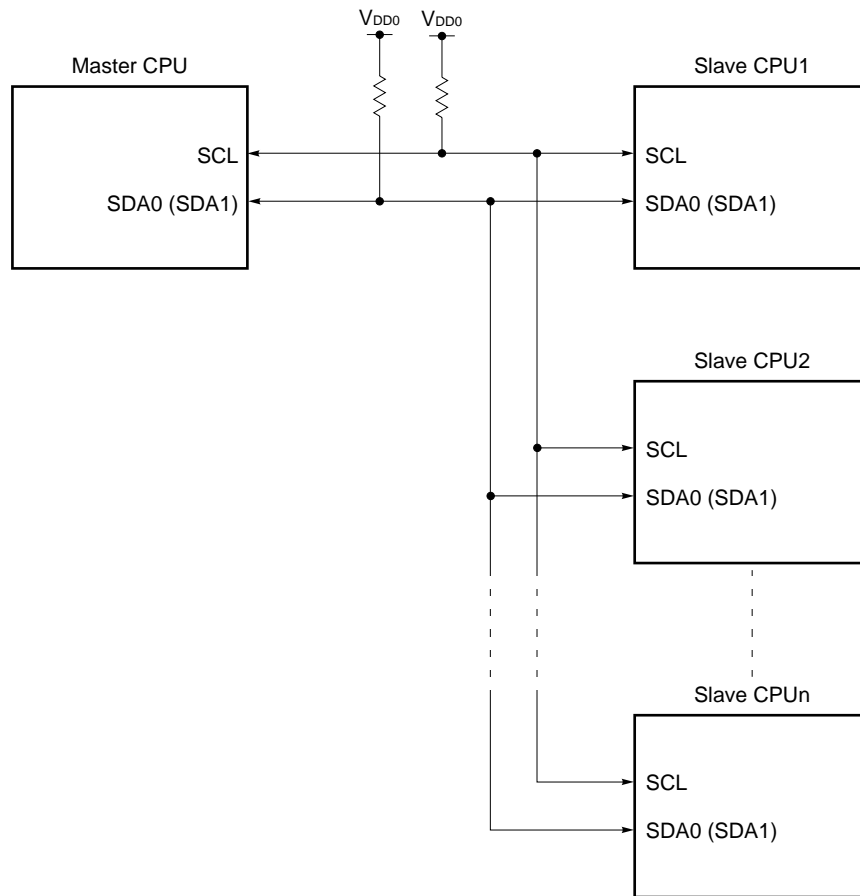 VDD0
VDD0
Master CPU
Slave CPU1
SCL
SCL
SDA0 (SDA1)
SDA0 (SDA1)
Slave CPU2
SCL
SDA0 (SDA1)
Slave CPUn
SCL
SDA0 (SDA1)